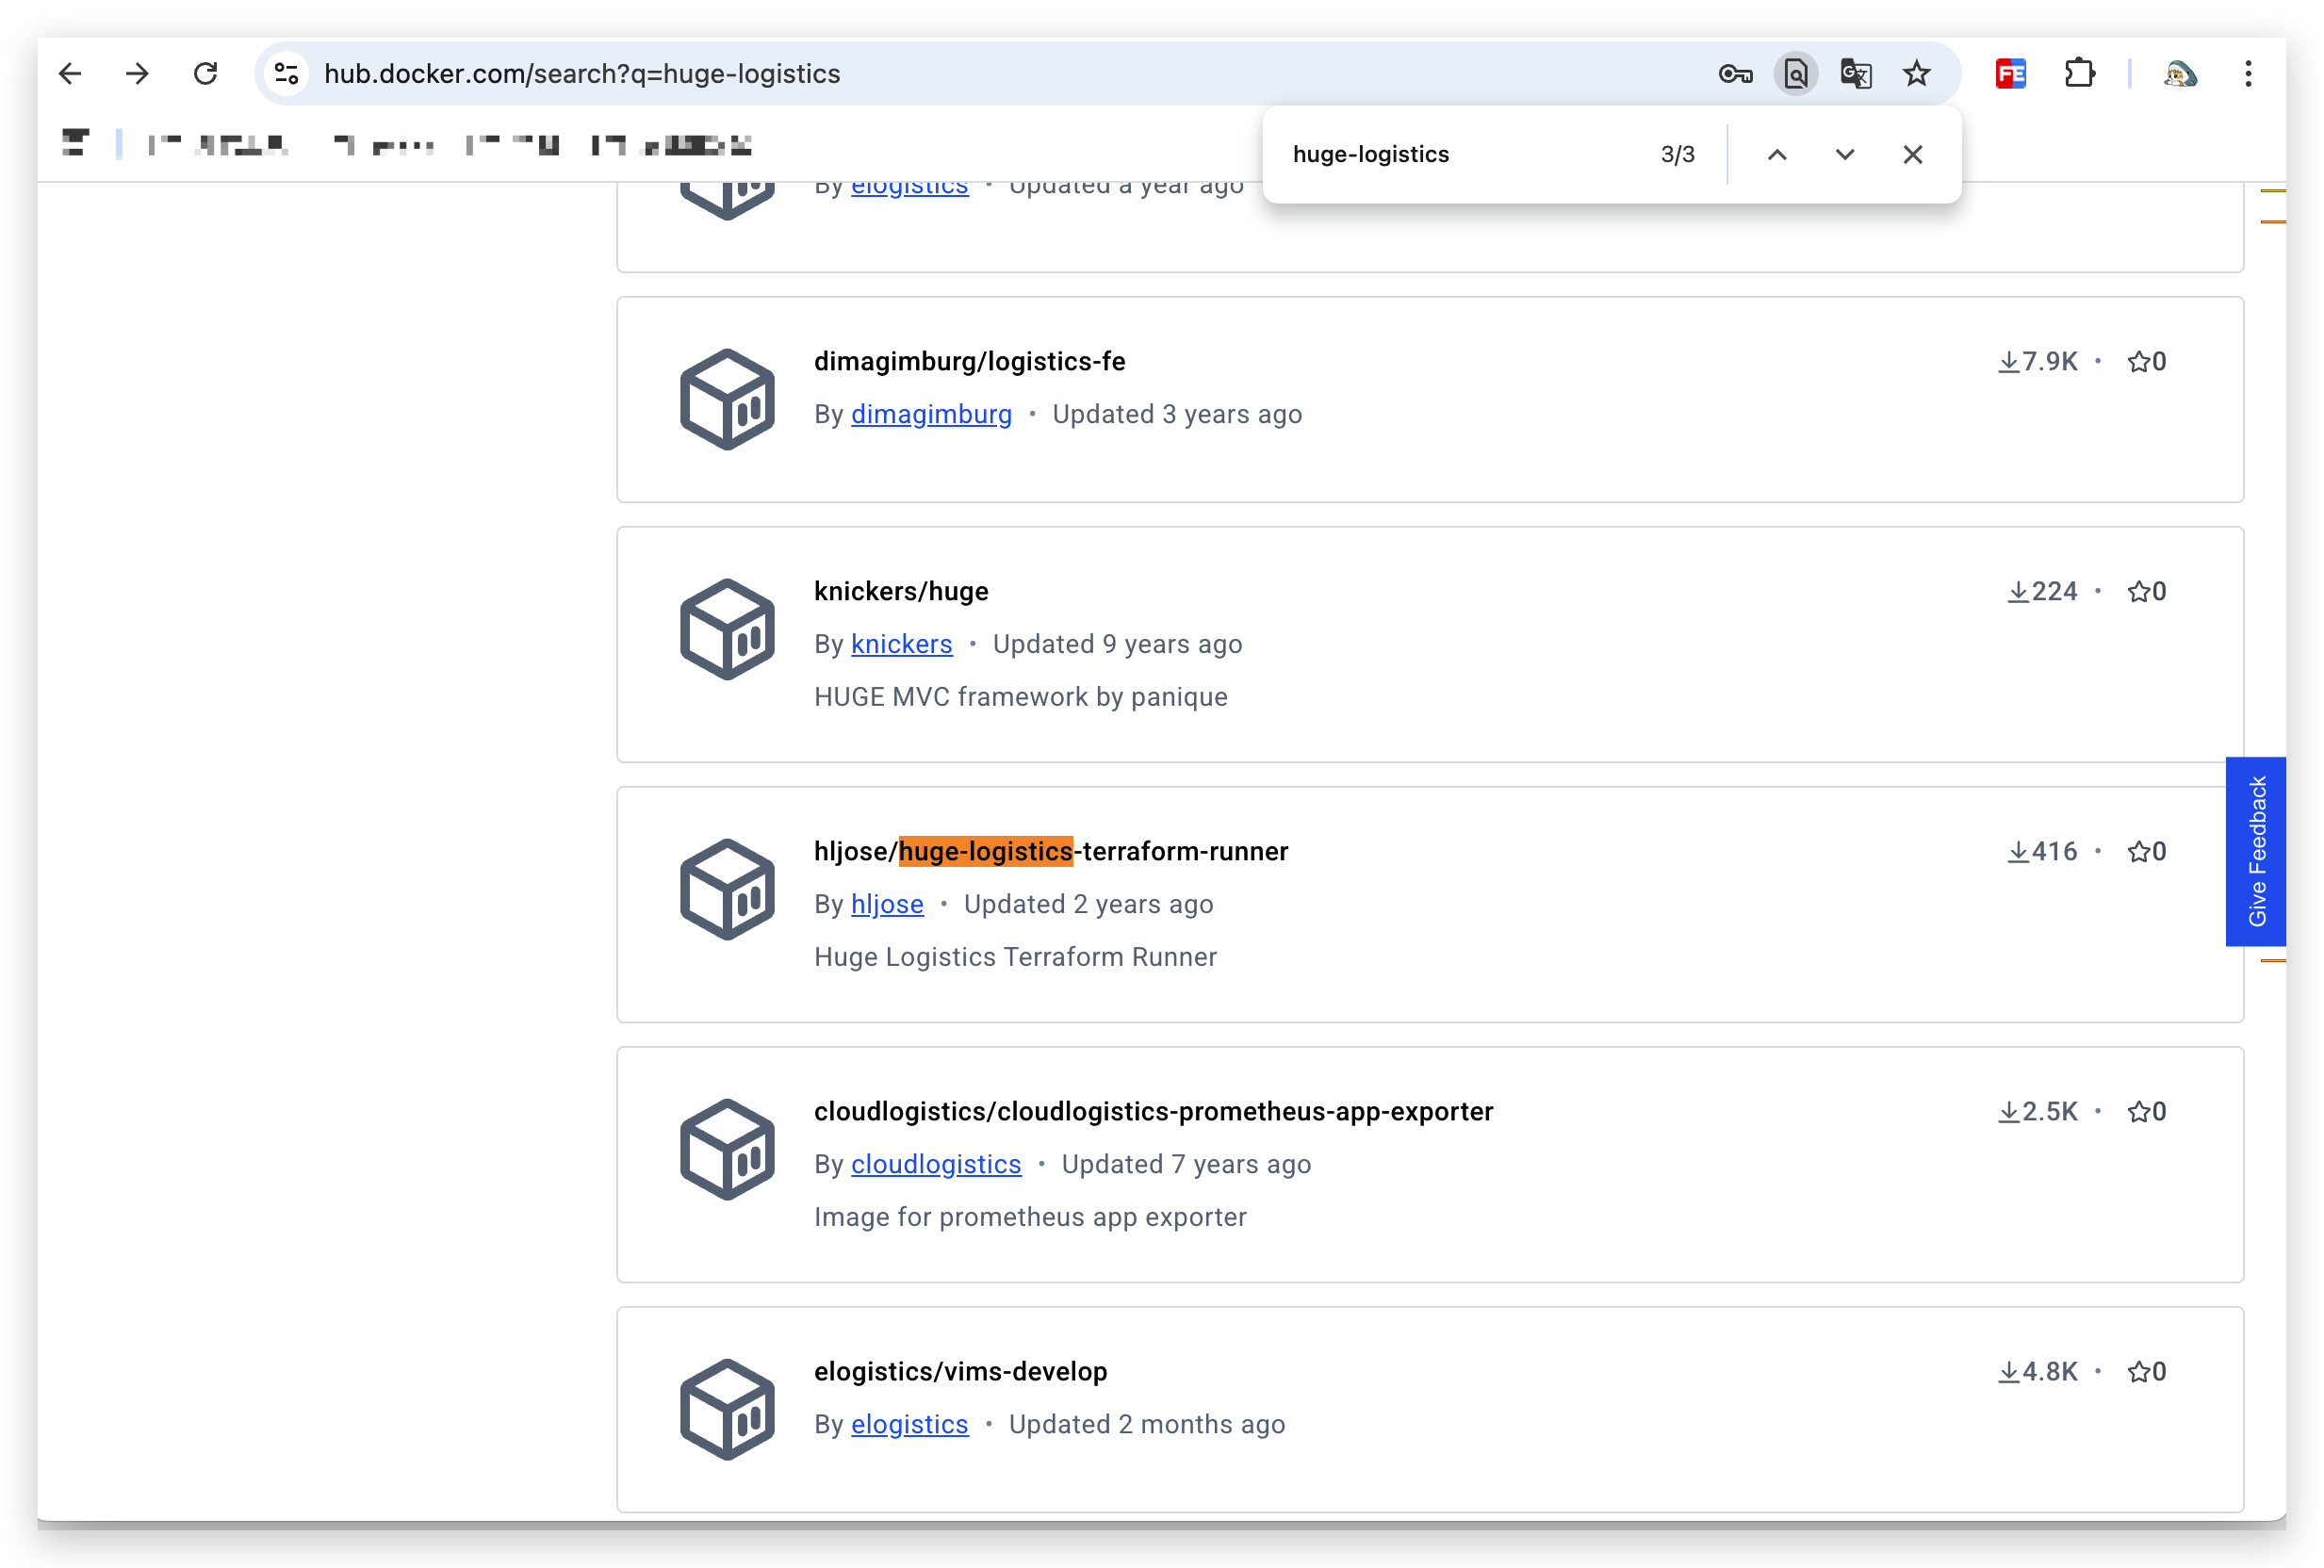 hub.docker.com/search?q=huge-logistics
FE
huge-logistics 3/3
By elogistics • Updated a year ago
dimagimburg/logistics-fe 7.9K • 0
By dimagimburg • Updated 3 years ago
knickers/huge 224 • 0
By knickers • Updated 9 years ago
HUGE MVC framework by panique
hljose/huge-logistics-terraform-runner 416 • 0
By hljose • Updated 2 years ago
Huge Logistics Terraform Runner
Give Feedback
cloudlogistics/cloudlogistics-prometheus-app-exporter 2.5K • 0
By cloudlogistics • Updated 7 years ago
Image for prometheus app exporter
elogistics/vims-develop 4.8K • 0
By elogistics • Updated 2 months ago